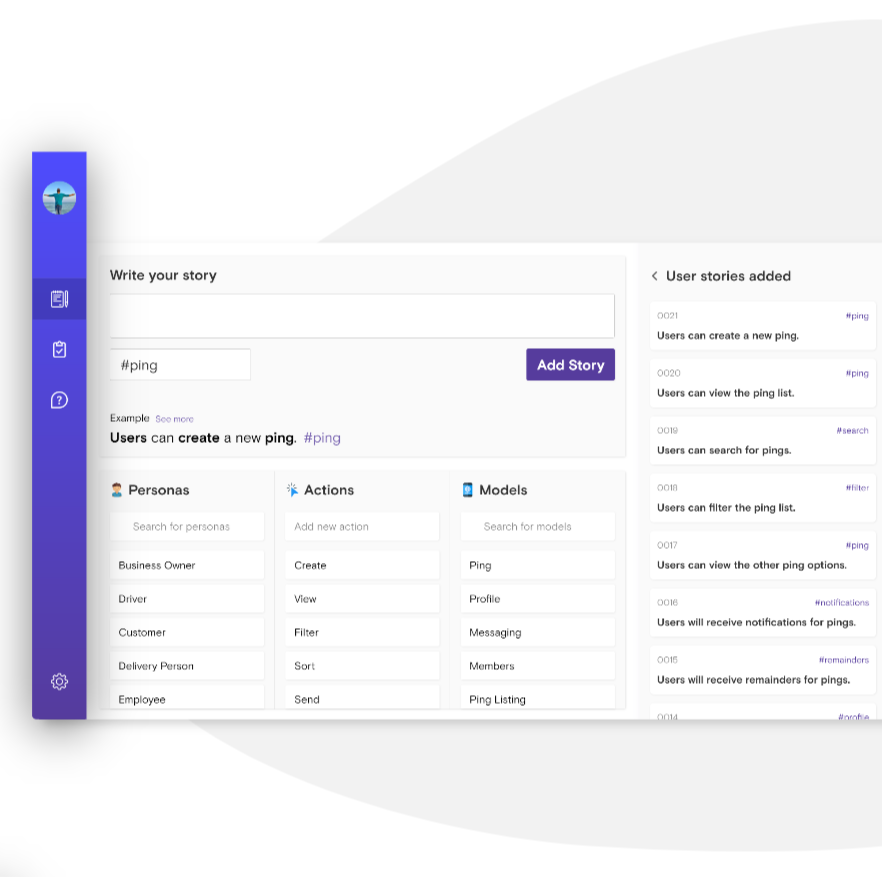 Write your story
#ping
Add Story
Example See more
Users can create a new ping. #ping
Personas
Search for personas
Business Owner
Driver
Customer
Delivery Person
Employee
Actions
Add new action
Create
View
Filter
Sort
Send
Models
Search for models
Ping
Profile
Messaging
Members
Ping Listing
< User stories added
0021 #ping
Users can create a new ping.
0020 #ping
Users can view the ping list.
0019 #search
Users can search for pings.
0018 #filter
Users can filter the ping list.
0017 #ping
Users can view the other ping options.
0016 #notifications
Users will receive notifications for pings.
0015 #remainders
Users will receive remainders for pings.
0014 #profile